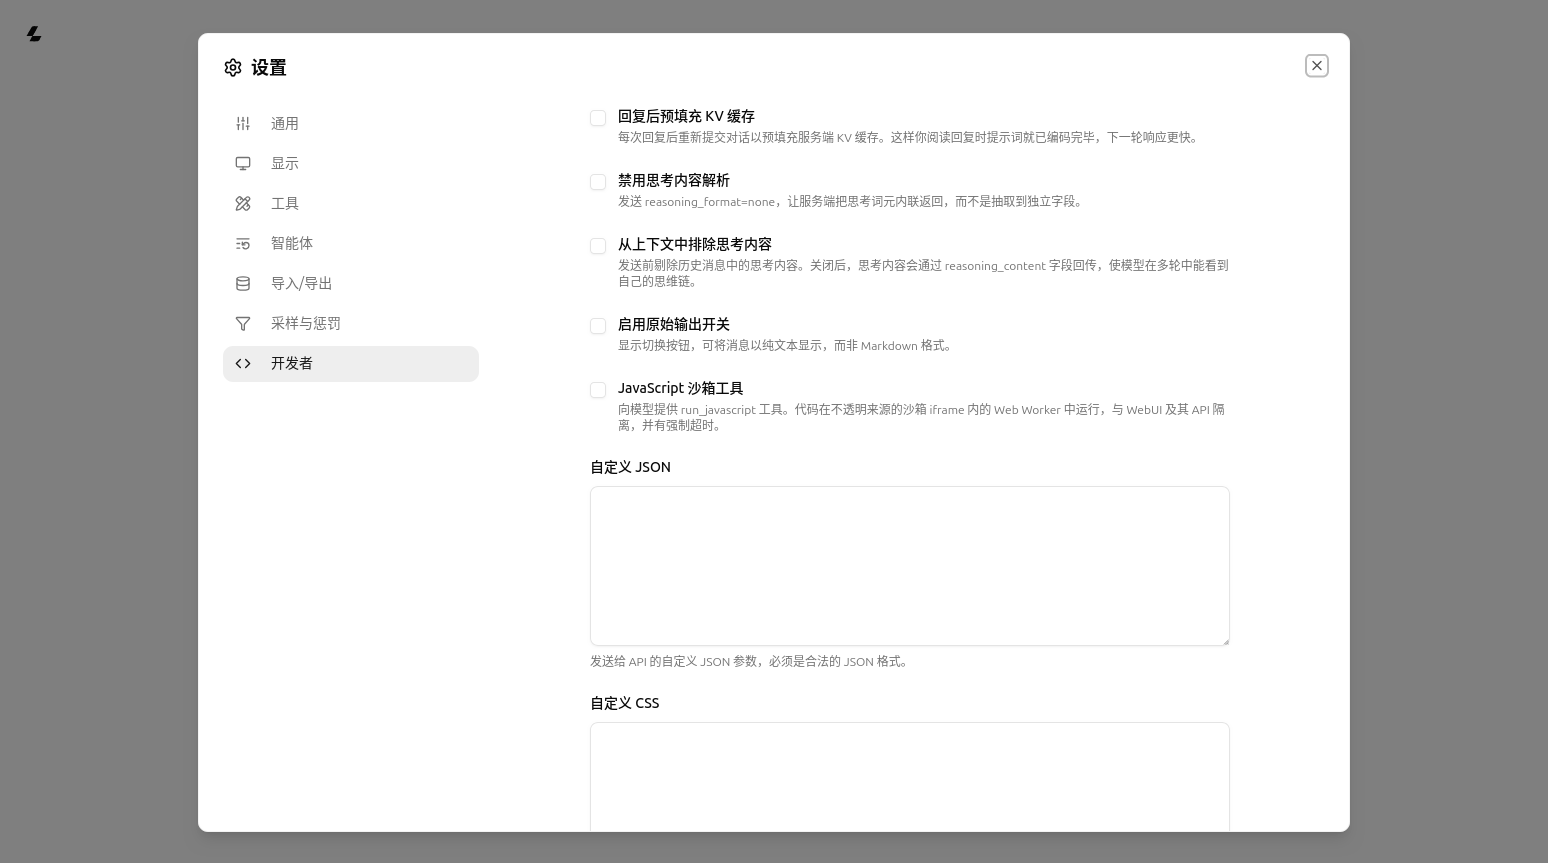 设置
通用
显示
工具
智能体
导入/导出
采样与惩罚
开发者
回复后预填充 KV 缓存
每次回复后重新提交对话以预填充服务端 KV 缓存。这样你阅读回复时提示词就已编码完毕，下一轮响应更快。
禁用思考内容解析
发送 reasoning_format=none，让服务端把思考词元内联返回，而不是抽取到独立字段。
从上下文中排除思考内容
发送前剔除历史消息中的思考内容。关闭后，思考内容会通过 reasoning_content 字段回传，使模型在多轮中能看到
自己的思维链。
启用原始输出开关
显示切换按钮，可将消息以纯文本显示，而非 Markdown 格式。
JavaScript 沙箱工具
向模型提供 run_javascript 工具。代码在不透明来源的沙箱 iframe 内的 Web Worker 中运行，与 WebUI 及其 API 隔
离，并有强制超时。
自定义 JSON
发送给 API 的自定义 JSON 参数，必须是合法的 JSON 格式。
自定义 CSS